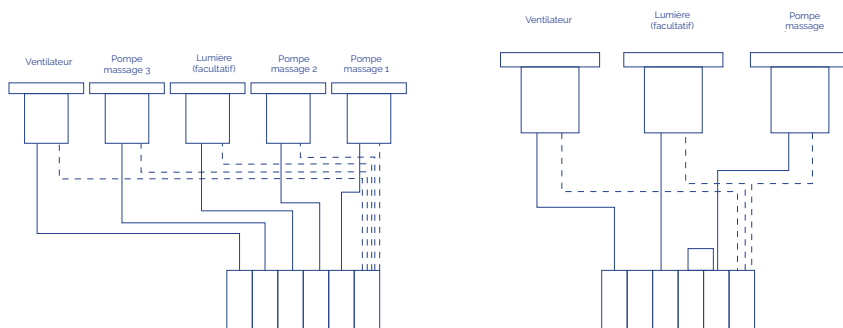 Ventilateur
Pompe
massage 3
Lumière
(facultatif)
Pompe
massage 2
Pompe
massage 1
Ventilateur
Lumière
(facultatif)
Pompe
massage